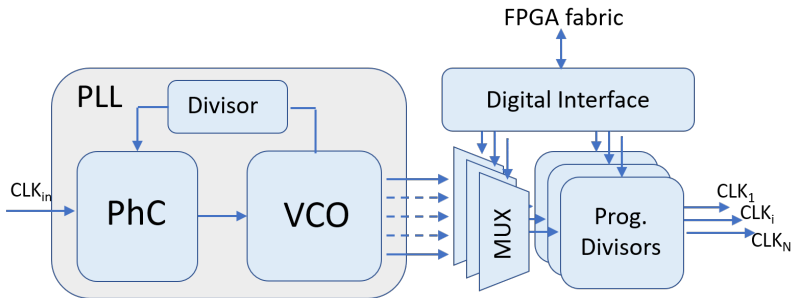 FPGA fabric
PLL
Divisor
Digital Interface
CLKin
PhC
VCO
MUX
Prog.
Divisors
CLK1
CLKi
CLKN